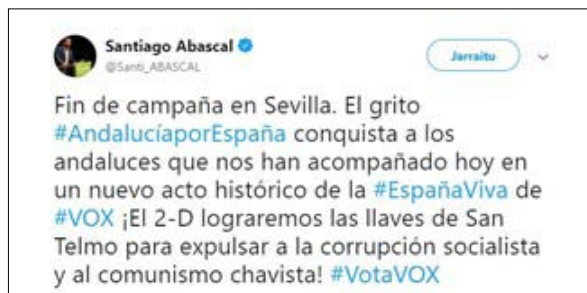 Santiago Abascal
@Santi_ABASCAL
Jarraitu
Fin de campaña en Sevilla. El grito
#AndalucíaporEspaña conquista a los
andaluces que nos han acompañado hoy en
un nuevo acto histórico de la #EspañaViva de
#VOX ¡El 2-D lograremos las llaves de San
Telmo para expulsar a la corrupción socialista
y al comunismo chavista! #VotaVOX